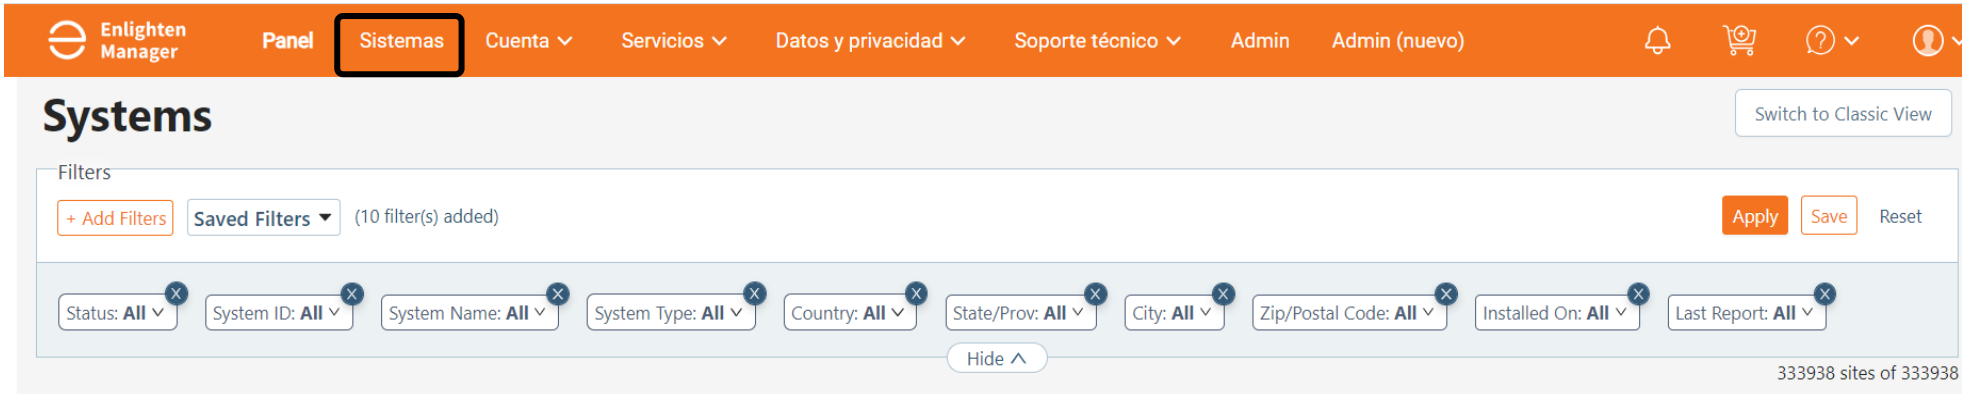 Enlighten
Manager
Panel Sistemas Cuenta Servicios Datos y privacidad Soporte técnico Admin Admin (nuevo)
Systems
Switch to Classic View
Filters
+ Add Filters Saved Filters (10 filter(s) added) Apply Save Reset
Status: All X System ID: All X System Name: All X System Type: All X Country: All X State/Prov: All X City: All X Zip/Postal Code: All X Installed On: All X Last Report: All X
Hide
333938 sites of 333938